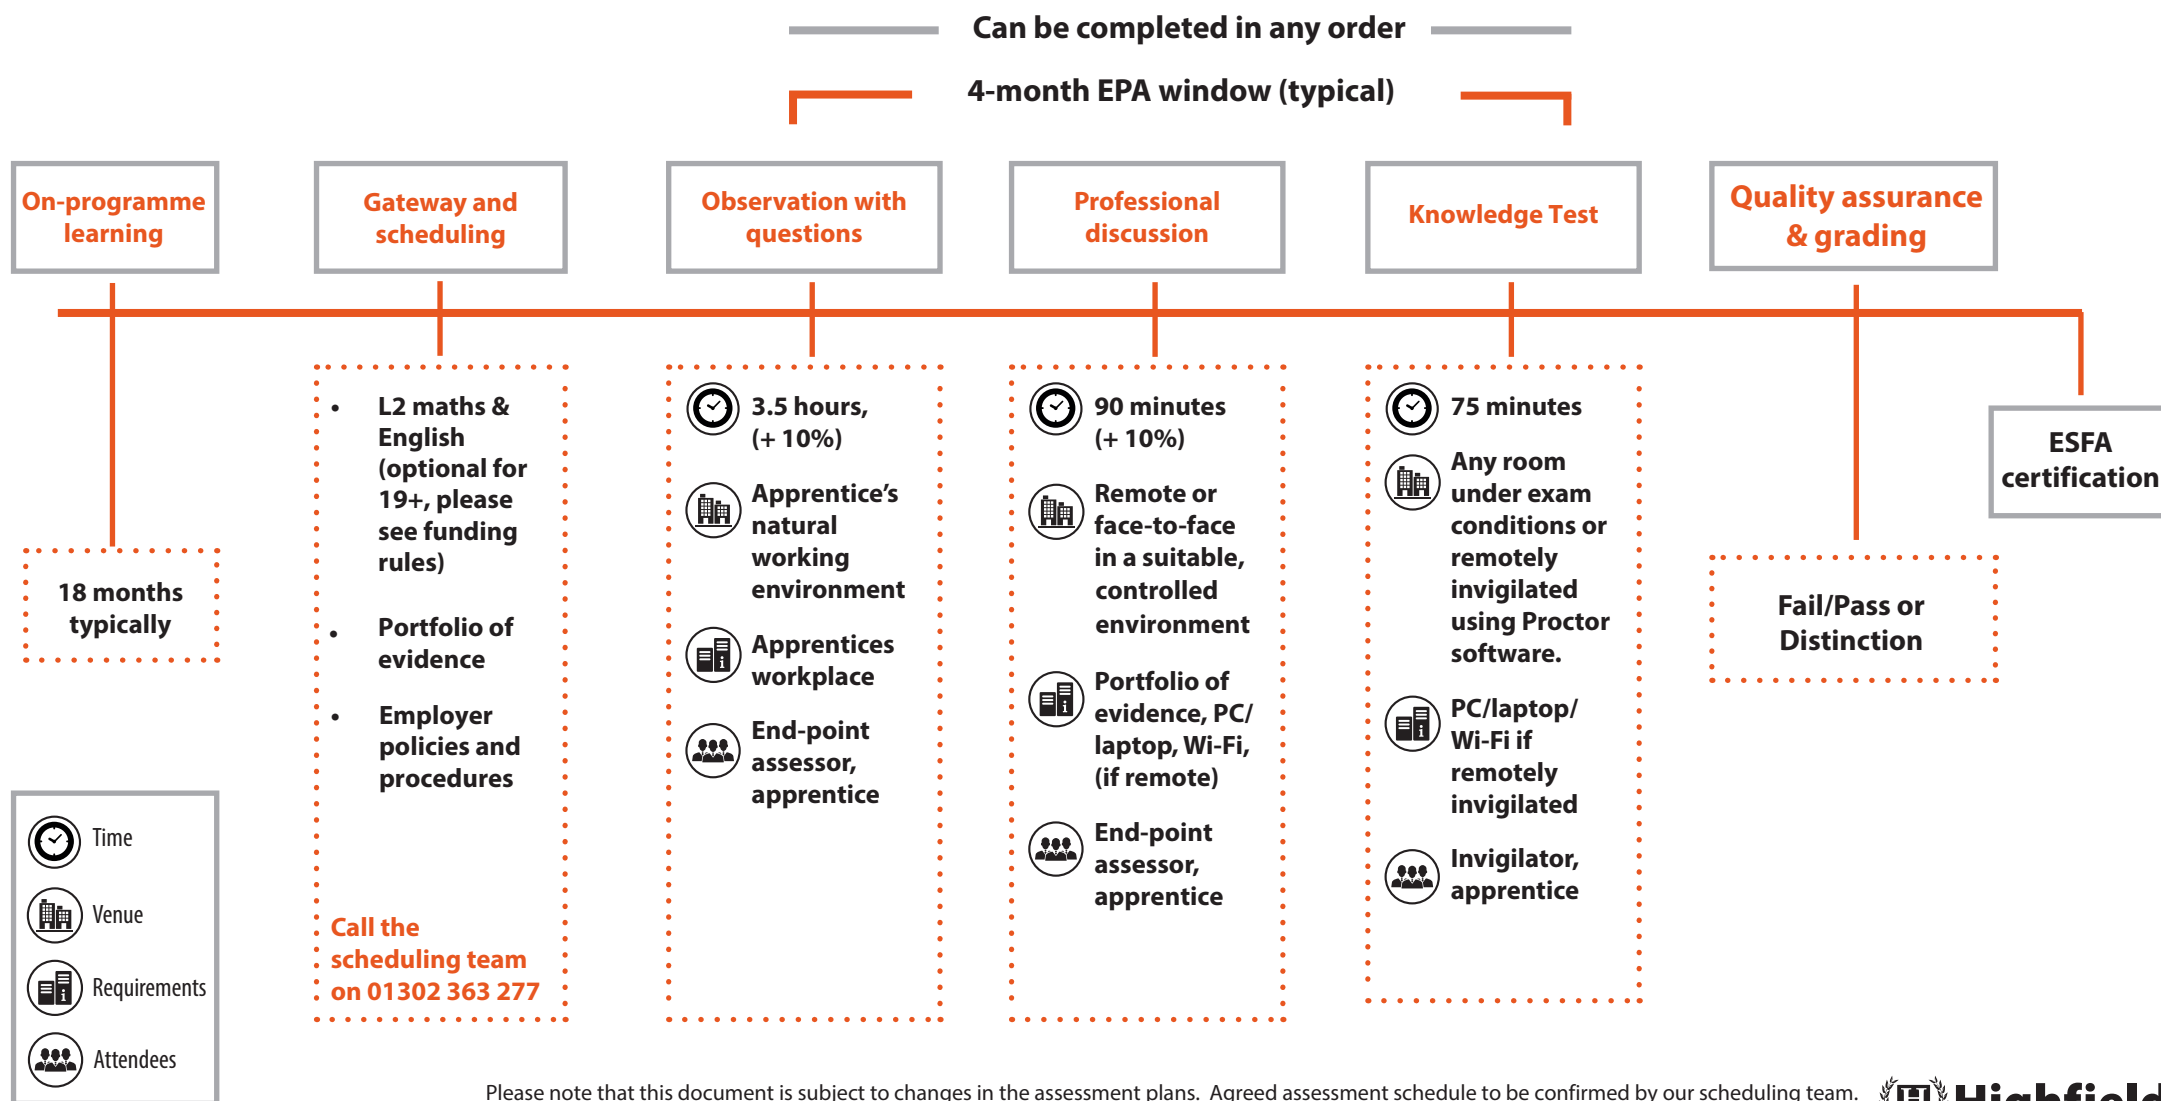 Can be completed in any order
4-month EPA window (typical)
On-programme
learning
Gateway and
scheduling
Observation with
questions
Professional
discussion
Knowledge Test
Quality assurance
& grading
18 months
typically
• L2 maths &
English
(optional for
19+, please
see funding
rules)
• Portfolio of
evidence
• Employer
policies and
procedures
Call the
scheduling team
on 01302 363 277
3.5 hours,
(+ 10%)
Apprentice's
natural
working
environment
Apprentices
workplace
End-point
assessor,
apprentice
90 minutes
(+ 10%)
Remote or
face-to-face
in a suitable,
controlled
environment
Portfolio of
evidence, PC/
laptop, Wi-Fi,
(if remote)
End-point
assessor,
apprentice
75 minutes
Any room
under exam
conditions or
remotely
invigilated
using Proctor
software.
PC/laptop/
Wi-Fi if
remotely
invigilated
Invigilator,
apprentice
Fail/Pass or
Distinction
ESFA
certification
Time
Venue
Requirements
Attendees
Please note that this document is subject to changes in the assessment plans. Agreed assessment schedule to be confirmed by our scheduling team.
Highfield